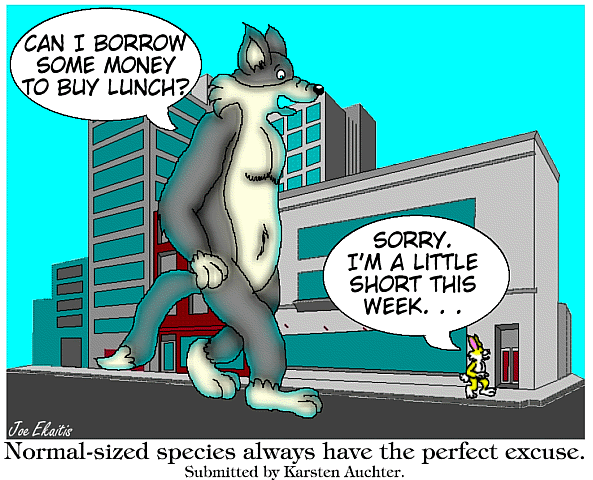 CAN I BORROW
SOME MONEY
TO BUY LUNCH?
SORRY.
I'M A LITTLE
SHORT THIS
WEEK. . .
Joe Ekaitis
Normal-sized species always have the perfect excuse.
Submitted by Karsten Auchter.